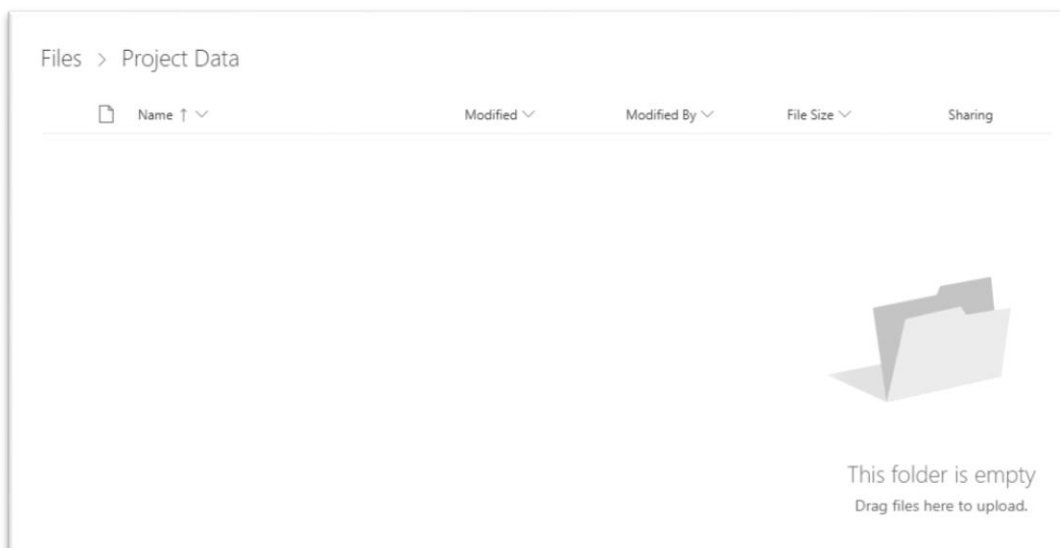 Files > Project Data
Name ↑ Modified Modified By File Size Sharing
This folder is empty
Drag files here to upload.